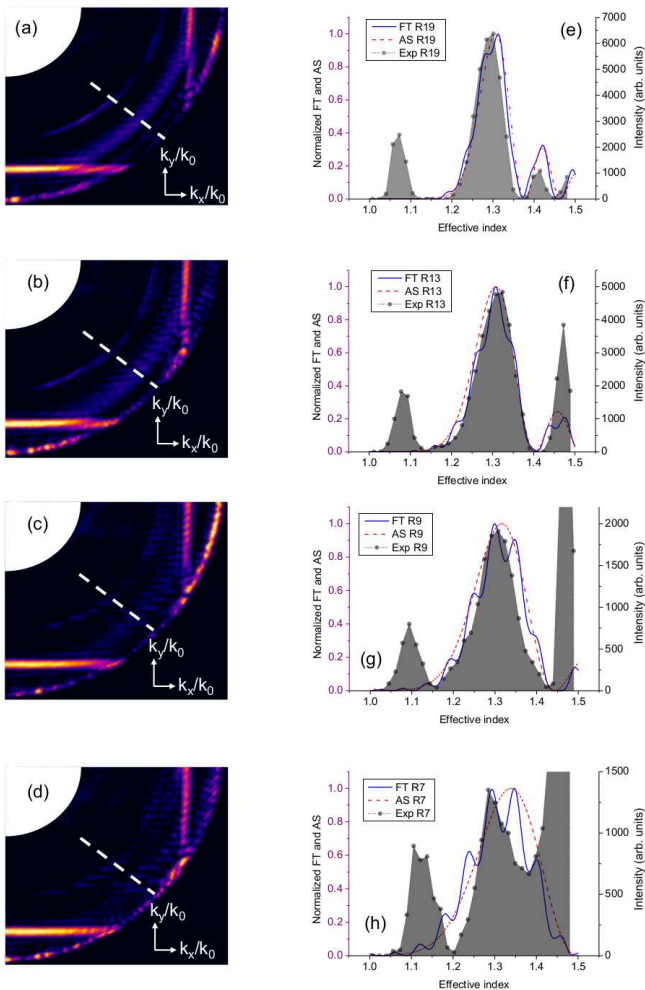 (a)
k_y/k_0
k_x/k_0
(e)
FT R19
AS R19
Exp R19
Normalized FT and AS
Intensity (arb. units)
1.0
0.8
0.6
0.4
0.2
0.0
7000
6000
5000
4000
3000
2000
1000
0
1.0 1.1 1.2 1.3 1.4 1.5
Effective index
(b)
k_y/k_0
k_x/k_0
(f)
FT R13
AS R13
Exp R13
Normalized FT and AS
Intensity (arb. units)
1.0
0.8
0.6
0.4
0.2
0.0
5000
4000
3000
2000
1000
0
1.0 1.1 1.2 1.3 1.4 1.5
Effective index
(c)
k_y/k_0
k_x/k_0
(g)
FT R9
AS R9
Exp R9
Normalized FT and AS
Intensity (arb. units)
1.0
0.8
0.6
0.4
0.2
0.0
2000
1500
1000
500
0
1.0 1.1 1.2 1.3 1.4 1.5
Effective index
(d)
k_y/k_0
k_x/k_0
(h)
FT R7
AS R7
Exp R7
Normalized FT and AS
Intensity (arb. units)
1.0
0.8
0.6
0.4
0.2
0.0
1500
1000
500
0
1.0 1.1 1.2 1.3 1.4 1.5
Effective index